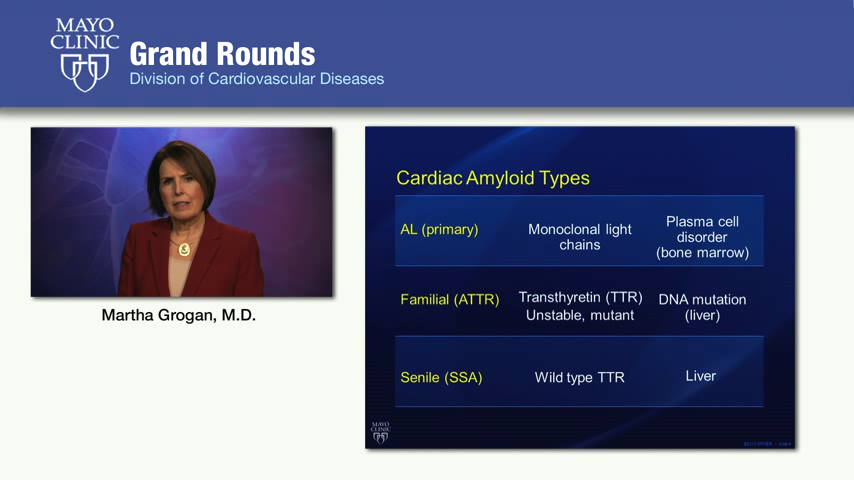 MAYO
CLINIC
Grand Rounds
Division of Cardiovascular Diseases
Martha Grogan, M.D.
Cardiac Amyloid Types
AL (primary)
Monoclonal light
chains
Plasma cell
disorder
(bone marrow)
Familial (ATTR)
Transthyretin (TTR)
Unstable, mutant
DNA mutation
(liver)
Senile (SSA)
Wild type TTR
Liver
MAYO
CLINIC